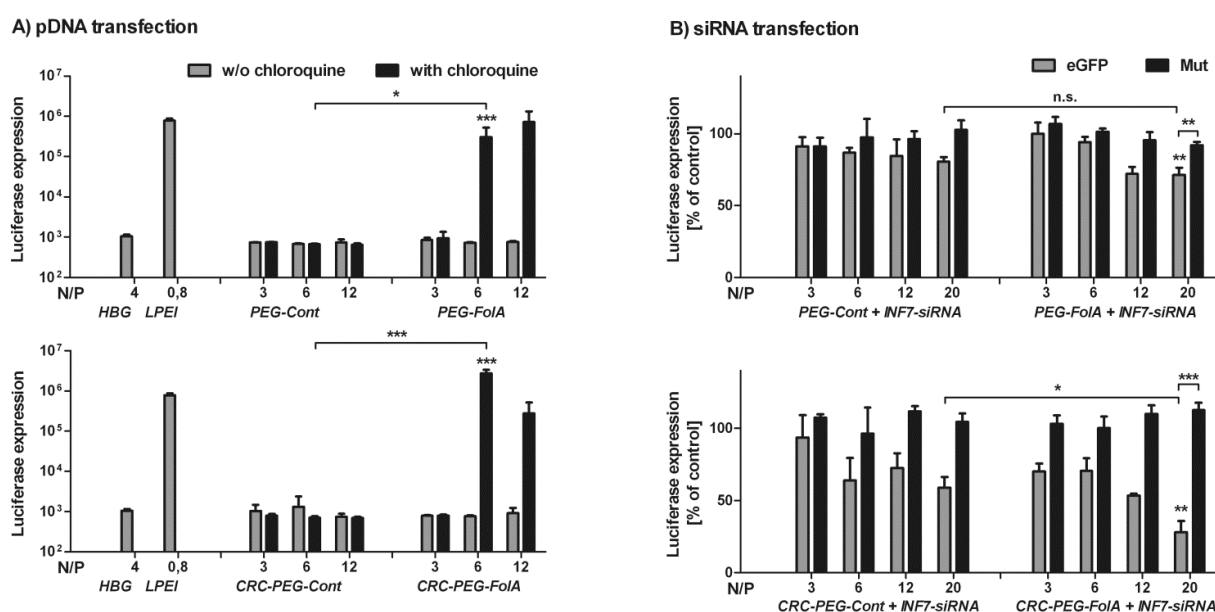 A) pDNA transfection
w/o chloroquine with chloroquine
*
***
Luciferase expression
10⁷
10⁶
10⁵
10⁴
10³
10²
N/P 4 0,8 3 6 12 3 6 12
HBG LPEI PEG-Cont PEG-FolA
***
***
Luciferase expression
10⁷
10⁶
10⁵
10⁴
10³
10²
N/P 4 0,8 3 6 12 3 6 12
HBG LPEI CRC-PEG-Cont CRC-PEG-FolA
B) siRNA transfection
eGFP Mut
n.s.
**
**
Luciferase expression
[% of control]
100
50
0
N/P 3 6 12 20 3 6 12 20
PEG-Cont + INF7-siRNA PEG-FolA + INF7-siRNA
*
***
**
Luciferase expression
[% of control]
100
50
0
N/P 3 6 12 20 3 6 12 20
CRC-PEG-Cont + INF7-siRNA CRC-PEG-FolA + INF7-siRNA